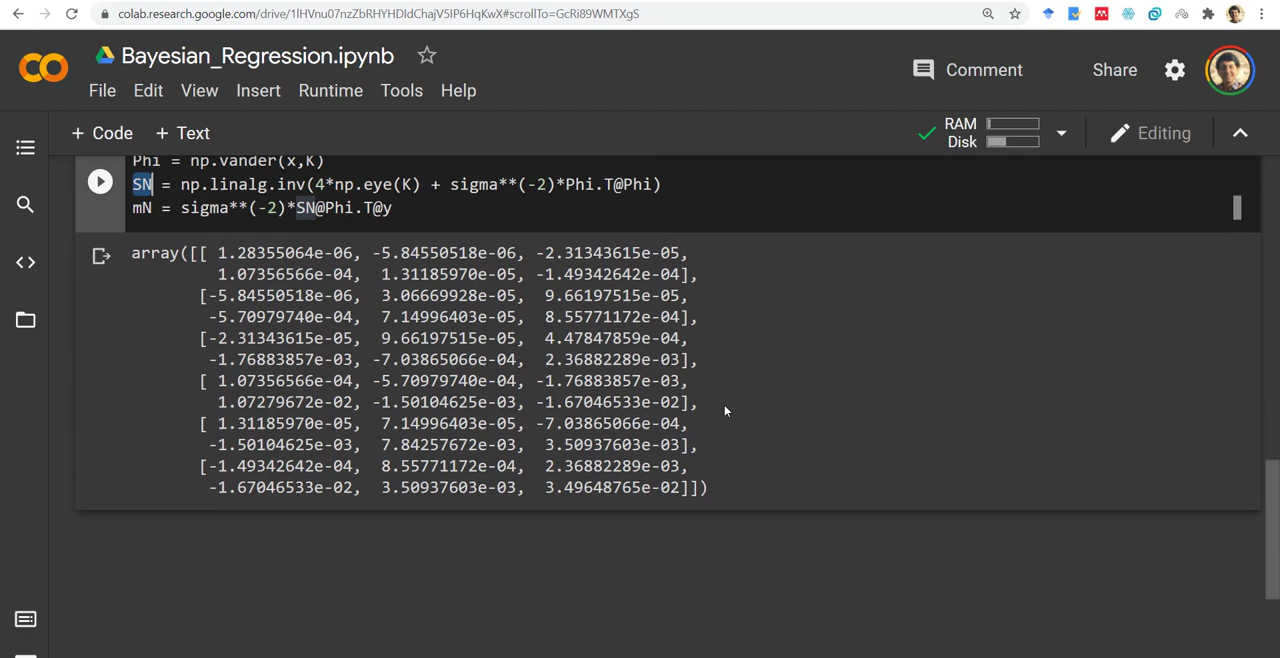 colab.research.google.com/drive/1lHVnu07nzZbRHYHDIdChajV5IP6HqKwX#scrollTo=GcRi89WMTXgS
Bayesian_Regression.ipynb
Comment
Share
File Edit View Insert Runtime Tools Help
+ Code + Text
RAM
Disk
Editing
Phi = np.vander(x,K)
SN = np.linalg.inv(4*np.eye(K) + sigma**(-2)*Phi.T@Phi)
mN = sigma**(-2)*SN@Phi.T@y
array([[ 1.28355064e-06, -5.84550518e-06, -2.31343615e-05,
1.07356566e-04, 1.31185970e-05, -1.49342642e-04],
[-5.84550518e-06, 3.06669928e-05, 9.66197515e-05,
-5.70979740e-04, 7.14996403e-05, 8.55771172e-04],
[-2.31343615e-05, 9.66197515e-05, 4.47847859e-04,
-1.76883857e-03, -7.03865066e-04, 2.36882289e-03],
[ 1.07356566e-04, -5.70979740e-04, -1.76883857e-03,
1.07279672e-02, -1.50104625e-03, -1.67046533e-02],
[ 1.31185970e-05, 7.14996403e-05, -7.03865066e-04,
-1.50104625e-03, 7.84257672e-03, 3.50937603e-03],
[-1.49342642e-04, 8.55771172e-04, 2.36882289e-03,
-1.67046533e-02, 3.50937603e-03, 3.49648765e-02]])